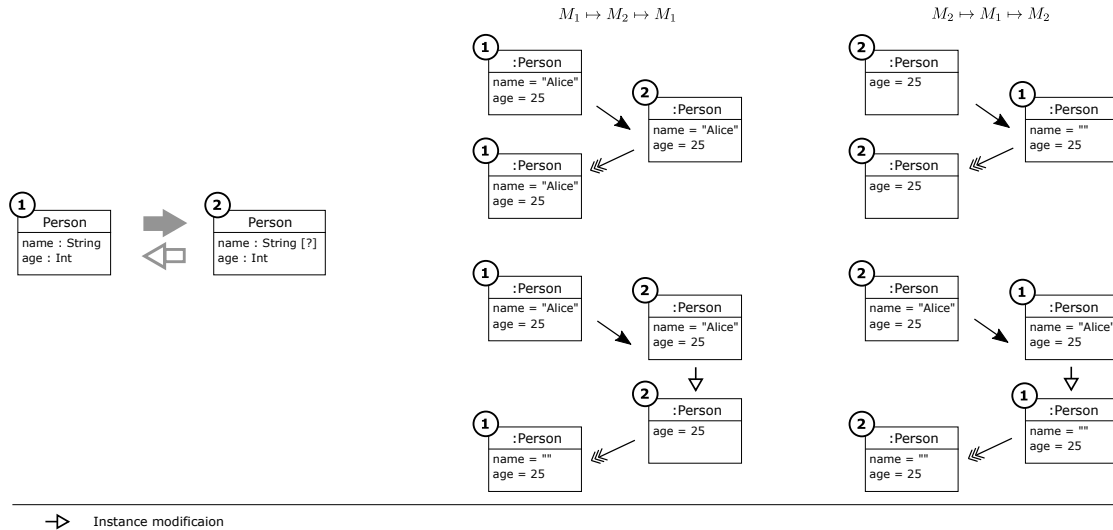 M₁ ↦ M₂ ↦ M₁
M₂ ↦ M₁ ↦ M₂
1
Person
name : String
age : Int
2
Person
name : String [?]
age : Int
1
:Person
name = "Alice"
age = 25
2
:Person
name = "Alice"
age = 25
1
:Person
name = "Alice"
age = 25
2
:Person
age = 25
1
:Person
name = ""
age = 25
2
:Person
age = 25
1
:Person
name = "Alice"
age = 25
2
:Person
name = "Alice"
age = 25
2
:Person
age = 25
1
:Person
name = ""
age = 25
2
:Person
name = "Alice"
age = 25
1
:Person
name = "Alice"
age = 25
1
:Person
name = ""
age = 25
2
:Person
name = ""
age = 25
Instance modificaion